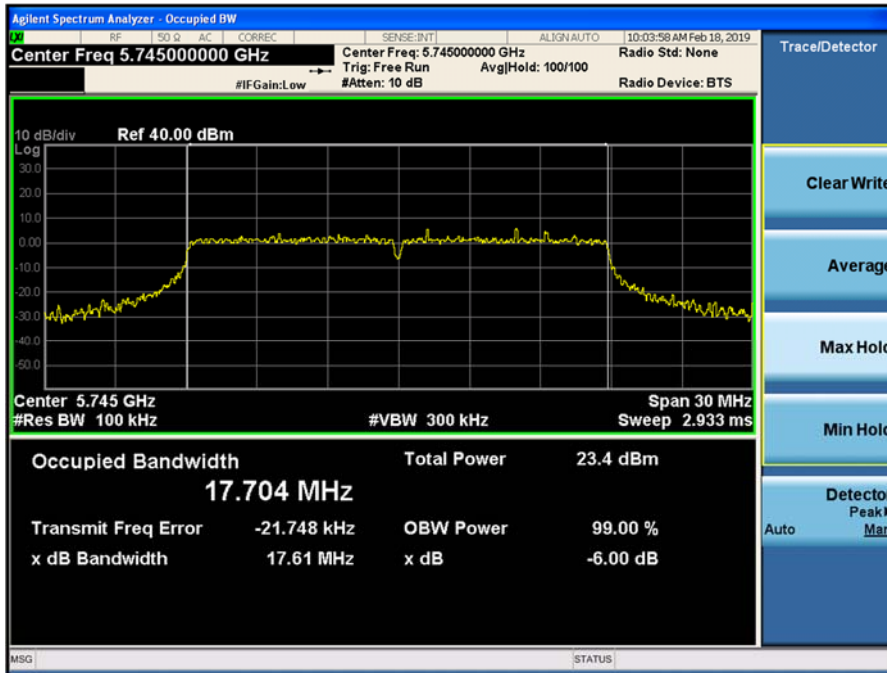 Agilent Spectrum Analyzer - Occupied BW
LXI RF 50 Ω AC CORREC SENSE:INT ALIGN AUTO 10:03:58 AM Feb 18, 2019
Center Freq 5.745000000 GHz
Center Freq: 5.745000000 GHz Radio Std: None
Trig: Free Run Avg|Hold: 100/100
#IFGain:Low #Atten: 10 dB Radio Device: BTS
10 dB/div Ref 40.00 dBm
Log
30.0
20.0
10.0
0.00
-10.0
-20.0
-30.0
-40.0
-50.0
Center 5.745 GHz Span 30 MHz
#Res BW 100 kHz #VBW 300 kHz Sweep 2.933 ms
Occupied Bandwidth Total Power 23.4 dBm
17.704 MHz
Transmit Freq Error -21.748 kHz OBW Power 99.00 %
x dB Bandwidth 17.61 MHz x dB -6.00 dB
MSG STATUS
Trace/Detector
Clear Write
Average
Max Hold
Min Hold
Detector
Peak
Auto Man